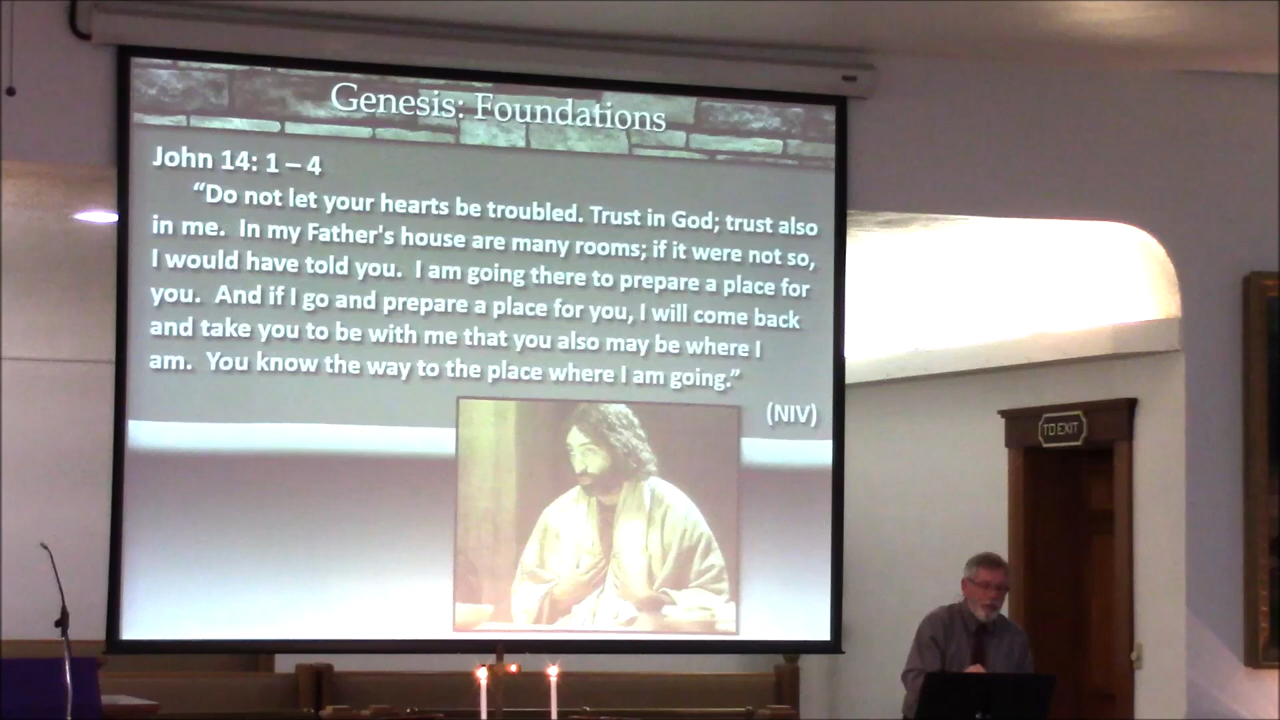 Genesis: Foundations
John 14: 1 – 4
“Do not let your hearts be troubled. Trust in God; trust also
in me. In my Father's house are many rooms; if it were not so,
I would have told you. I am going there to prepare a place for
you. And if I go and prepare a place for you, I will come back
and take you to be with me that you also may be where I
am. You know the way to the place where I am going.”
(NIV)
TO EXIT